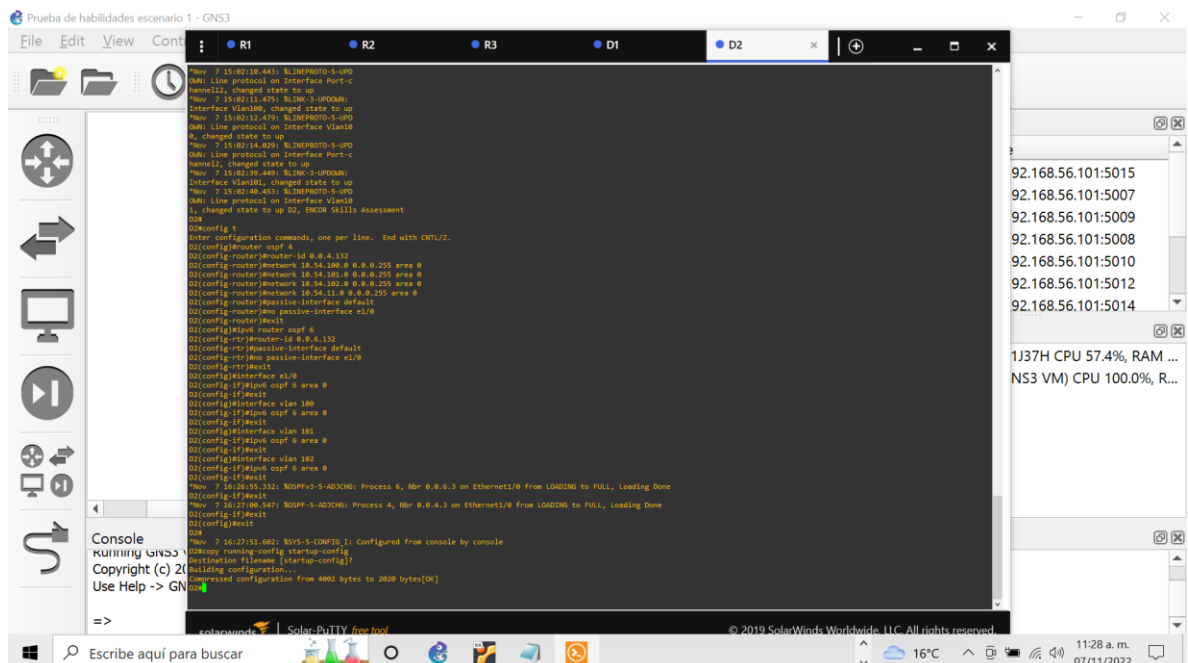 Prueba de habilidades escenario 1 - GNS3
File Edit View Cont
R1 R2 R3 D1 D2
*Nov 7 15:02:10.443: %LINEPROTO-5-UPD
OWN: Line protocol on Interface Port-c
hannel12, changed state to up
*Nov 7 15:02:11.475: %LINK-3-UPDOWN:
Interface Vlan100, changed state to up
*Nov 7 15:02:12.479: %LINEPROTO-5-UPD
OWN: Line protocol on Interface Vlan10
0, changed state to up
*Nov 7 15:02:14.029: %LINEPROTO-5-UPD
OWN: Line protocol on Interface Port-c
hannel2, changed state to up
*Nov 7 15:02:39.449: %LINK-3-UPDOWN:
Interface Vlan101, changed state to up
*Nov 7 15:02:40.453: %LINEPROTO-5-UPD
OWN: Line protocol on Interface Vlan10
1, changed state to up D2, ENCOR Skills Assessment
D2#
D2#config t
Enter configuration commands, one per line. End with CNTL/Z.
D2(config)#router ospf 4
D2(config-router)#router-id 0.0.4.132
D2(config-router)#network 10.54.100.0 0.0.0.255 area 0
D2(config-router)#network 10.54.101.0 0.0.0.255 area 0
D2(config-router)#network 10.54.102.0 0.0.0.255 area 0
D2(config-router)#network 10.54.11.0 0.0.0.255 area 0
D2(config-router)#passive-interface default
D2(config-router)#no passive-interface e1/0
D2(config-router)#exit
D2(config)#ipv6 router ospf 6
D2(config-rtr)#router-id 0.0.6.132
D2(config-rtr)#passive-interface default
D2(config-rtr)#no passive-interface e1/0
D2(config-rtr)#exit
D2(config)#interface e1/0
D2(config-if)#ipv6 ospf 6 area 0
D2(config-if)#exit
D2(config)#interface vlan 100
D2(config-if)#ipv6 ospf 6 area 0
D2(config-if)#exit
D2(config)#interface vlan 101
D2(config-if)#ipv6 ospf 6 area 0
D2(config-if)#exit
D2(config)#interface vlan 102
D2(config-if)#ipv6 ospf 6 area 0
D2(config-if)#exit
*Nov 7 16:26:55.332: %OSPFv3-5-ADJCHG: Process 6, Nbr 0.0.6.3 on Ethernet1/0 from LOADING to FULL, Loading Done
D2(config-if)#exit
*Nov 7 16:27:00.547: %OSPF-5-ADJCHG: Process 4, Nbr 0.0.4.3 on Ethernet1/0 from LOADING to FULL, Loading Done
D2(config-if)#exit
D2(config)#exit
D2#
*Nov 7 16:27:51.602: %SYS-5-CONFIG_I: Configured from console by console
D2#copy running-config startup-config
Destination filename [startup-config]?
Building configuration...
Compressed configuration from 4002 bytes to 2020 bytes[OK]
D2#
solarwinds Solar-PuTTY free tool © 2019 SolarWinds Worldwide, LLC. All rights reserved.
92.168.56.101:5015
92.168.56.101:5007
92.168.56.101:5009
92.168.56.101:5008
92.168.56.101:5010
92.168.56.101:5012
92.168.56.101:5014
1J37H CPU 57.4%, RAM ...
NS3 VM) CPU 100.0%, R...
Console
Running GNS3
Copyright (c) 20
Use Help -> GN
=>
Escribe aquí para buscar
16°C
11:28 a. m.
07/11/2022